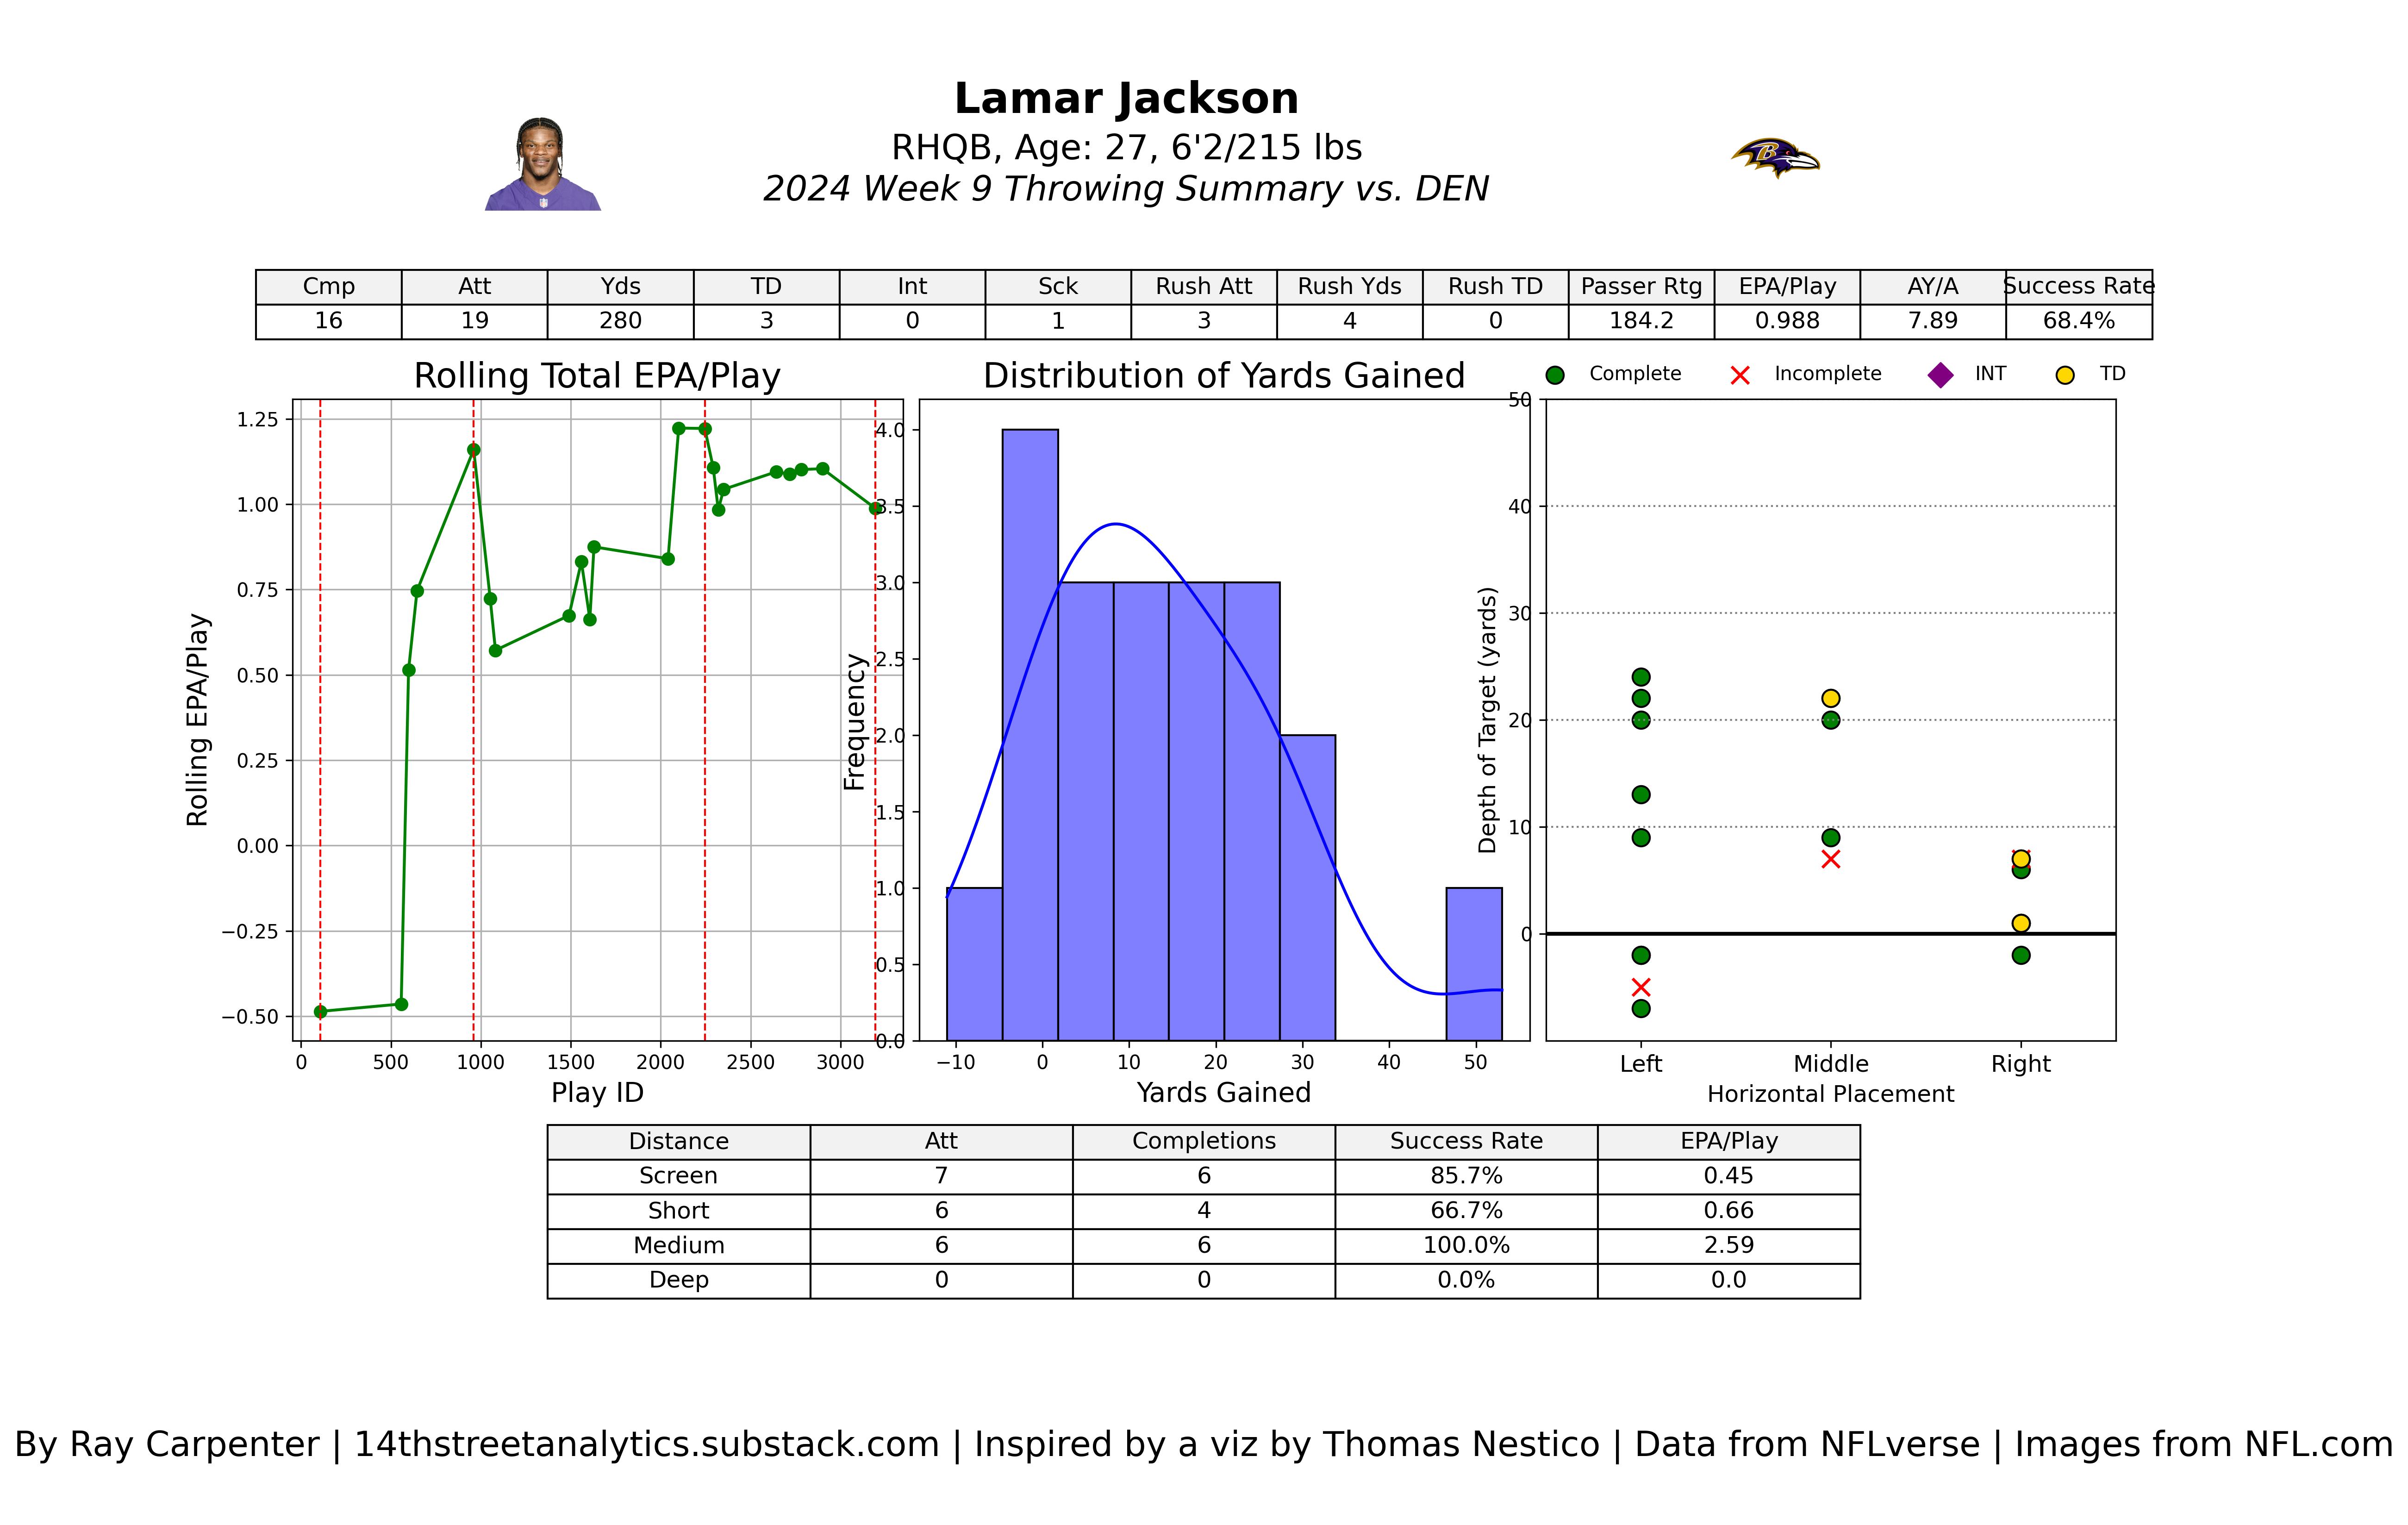 Lamar Jackson
RHQB, Age: 27, 6'2/215 lbs
2024 Week 9 Throwing Summary vs. DEN
Cmp Att Yds TD Int Sck Rush Att Rush Yds Rush TD Passer Rtg EPA/Play AY/A Success Rate
16 19 280 3 0 1 3 4 0 184.2 0.988 7.89 68.4%
Rolling Total EPA/Play
1.25
1.00
0.75
0.50
0.25
0.00
−0.25
−0.50
Rolling EPA/Play
0 500 1000 1500 2000 2500 3000
Play ID
Distribution of Yards Gained
4.0
3.5
3.0
2.5
2.0
1.5
1.0
0.5
0.0
Frequency
−10 0 10 20 30 40 50
Yards Gained
Complete Incomplete INT TD
50
40
30
20
10
0
Depth of Target (yards)
Left Middle Right
Horizontal Placement
Distance Att Completions Success Rate EPA/Play
Screen 7 6 85.7% 0.45
Short 6 4 66.7% 0.66
Medium 6 6 100.0% 2.59
Deep 0 0 0.0% 0.0
By Ray Carpenter | 14thstreetanalytics.substack.com | Inspired by a viz by Thomas Nestico | Data from NFLverse | Images from NFL.com